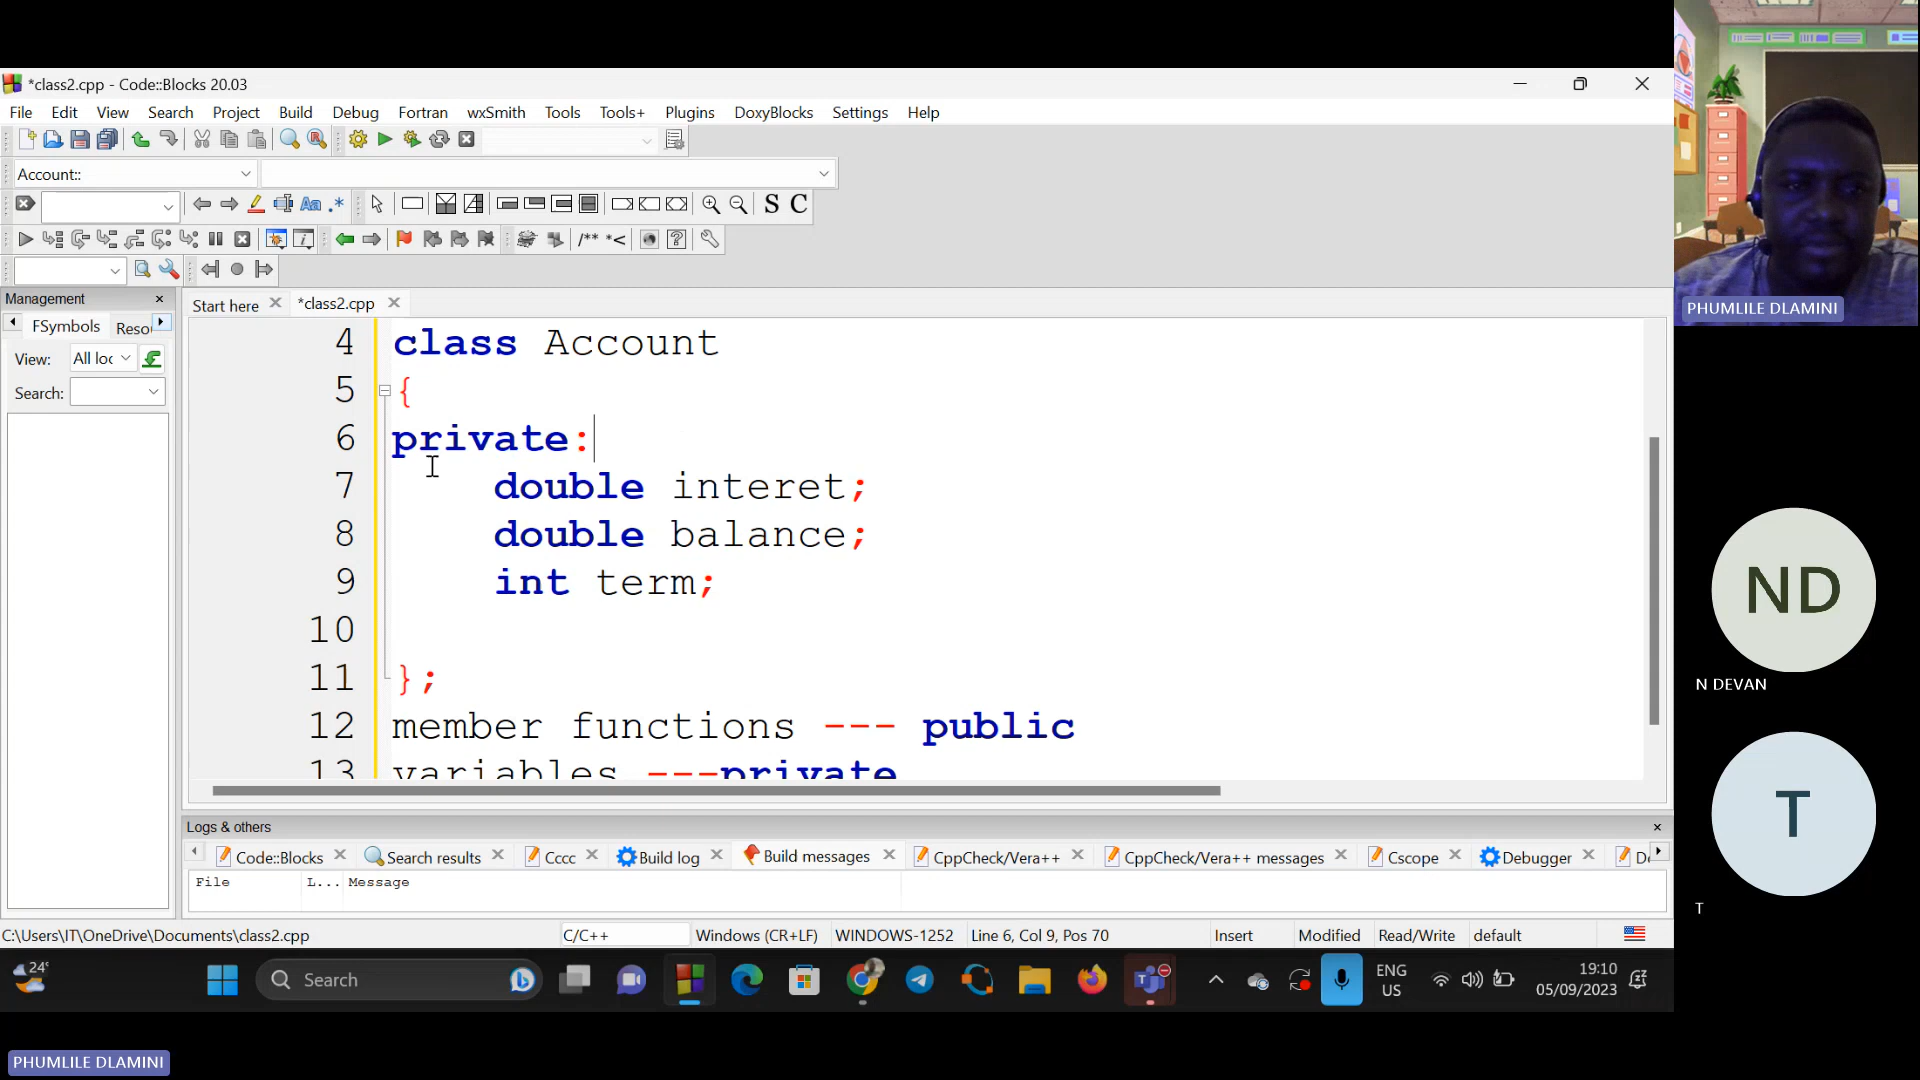 *class2.cpp - Code::Blocks 20.03
File Edit View Search Project Build Debug Fortran wxSmith Tools Tools+ Plugins DoxyBlocks Settings Help
Account::
S C
Management
Start here *class2.cpp
FSymbols Reso
View: All loc
Search:
4 class Account
5 {
6 private:
7 double interet;
8 double balance;
9 int term;
10
11 };
12 member functions --- public
13 variables ---private
Logs & others
Code::Blocks Search results Cccc Build log Build messages CppCheck/Vera++ CppCheck/Vera++ messages Cscope Debugger
File L... Message
C:\Users\IT\OneDrive\Documents\class2.cpp C/C++ Windows (CR+LF) WINDOWS-1252 Line 6, Col 9, Pos 70 Insert Modified Read/Write default
24°
Search
ENG
US
19:10
05/09/2023
PHUMLILE DLAMINI
ND
N DEVAN
T
T
PHUMLILE DLAMINI